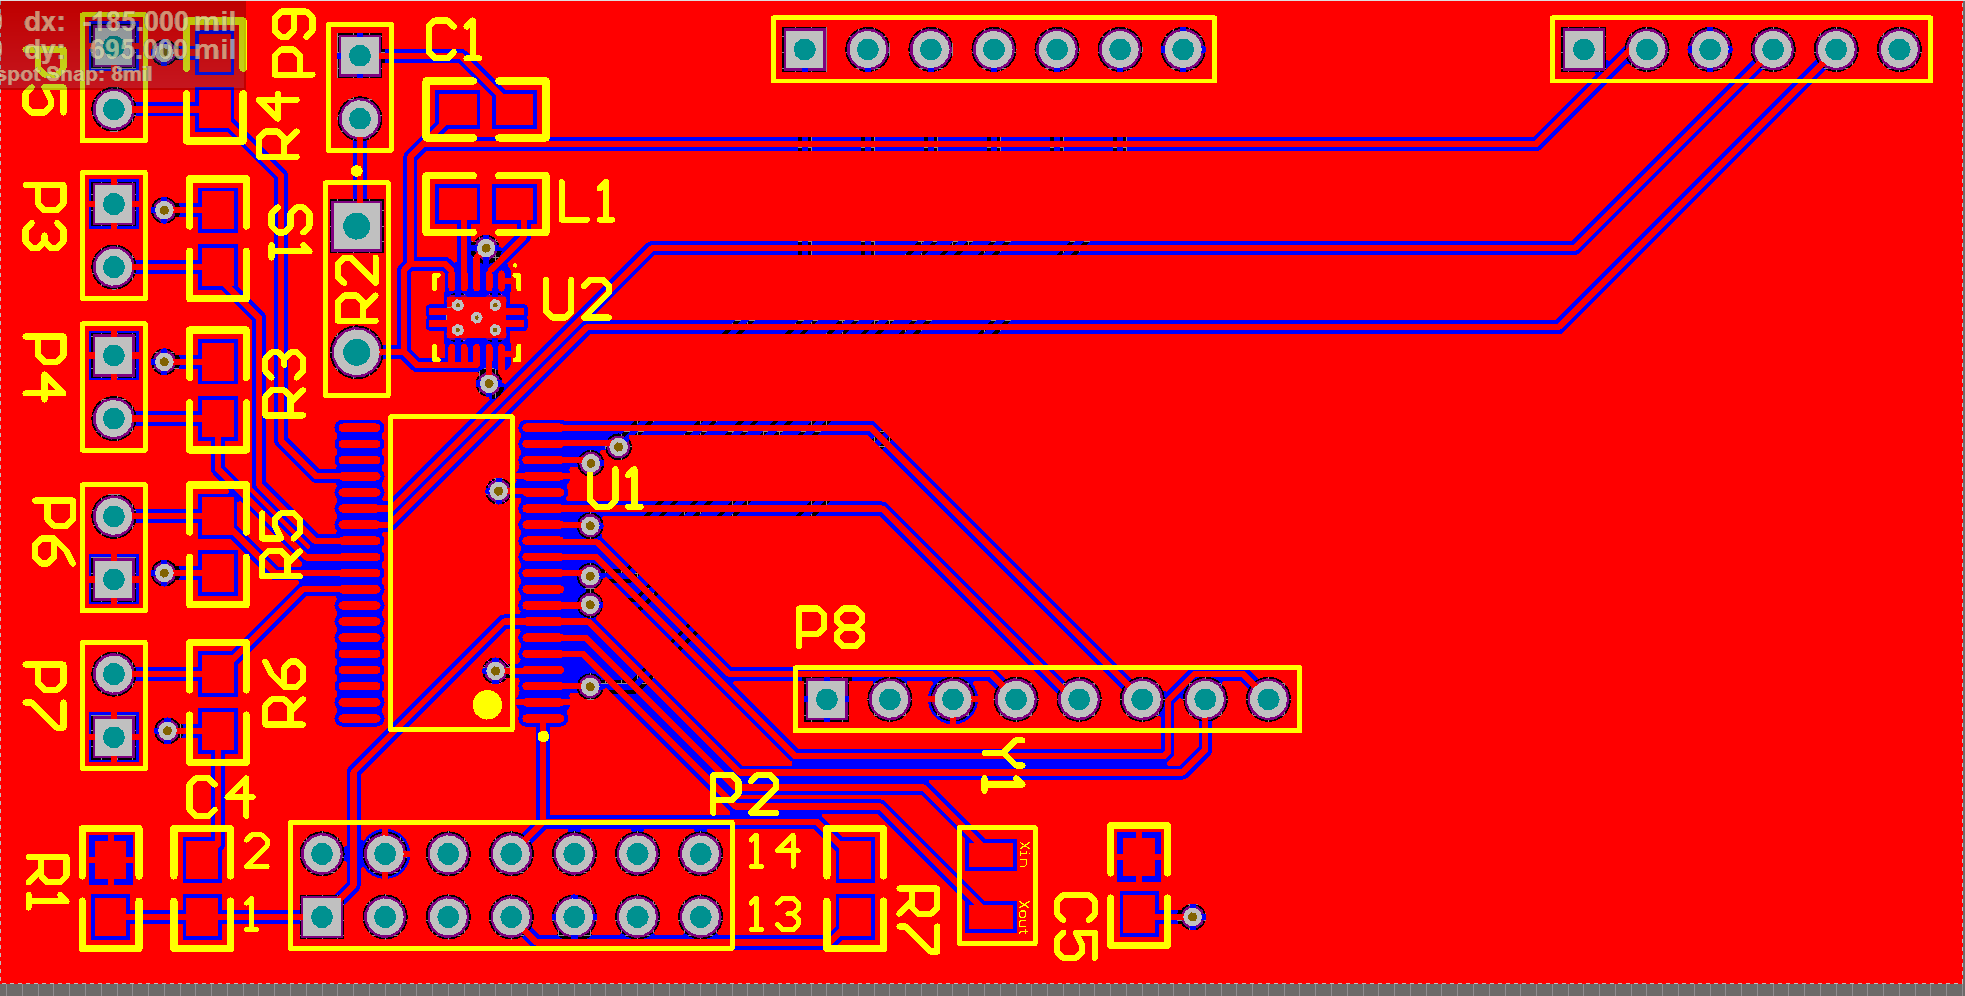 dx: -185.000 mil
dy: 695.000 mil
spot Snap: 8mil
P5
R4
P9
C1
P3
S1
L1
R2
U2
P4
R3
U1
P6
R5
P8
P7
R6
Y1
C4
P2
2
14
R1
1
13
R7
Xin
Xout
C5